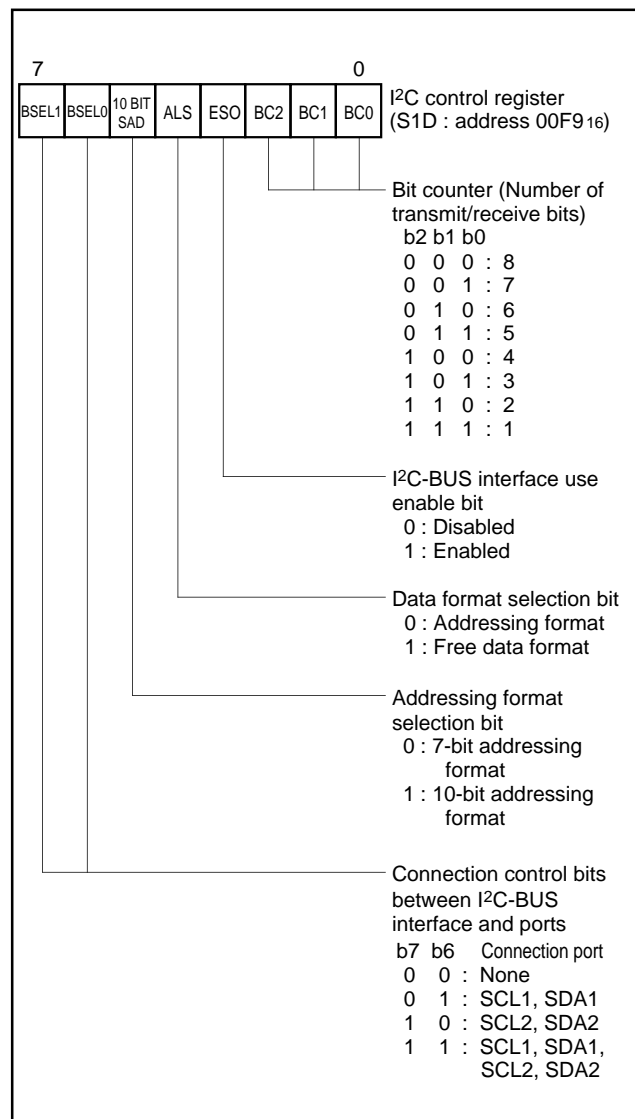 7 0
BSEL1 BSEL0 10 BIT SAD ALS ESO BC2 BC1 BC0
I2C control register
(S1D : address 00F916)
Bit counter (Number of
transmit/receive bits)
b2 b1 b0
0 0 0 : 8
0 0 1 : 7
0 1 0 : 6
0 1 1 : 5
1 0 0 : 4
1 0 1 : 3
1 1 0 : 2
1 1 1 : 1
I2C-BUS interface use
enable bit
0 : Disabled
1 : Enabled
Data format selection bit
0 : Addressing format
1 : Free data format
Addressing format
selection bit
0 : 7-bit addressing
format
1 : 10-bit addressing
format
Connection control bits
between I2C-BUS
interface and ports
b7 b6 Connection port
0 0 : None
0 1 : SCL1, SDA1
1 0 : SCL2, SDA2
1 1 : SCL1, SDA1,
SCL2, SDA2